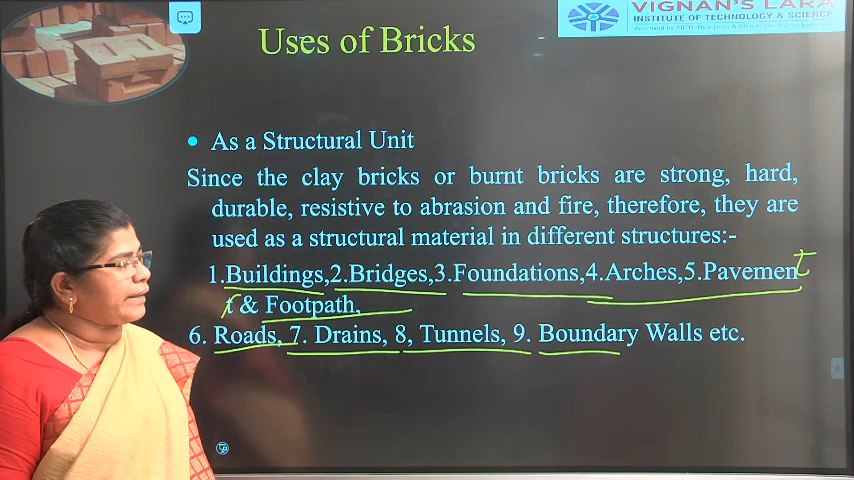 VIGNAN'S LARA
INSTITUTE OF TECHNOLOGY & SCIENCE
Uses of Bricks
• As a Structural Unit
Since the clay bricks or burnt bricks are strong, hard,
durable, resistive to abrasion and fire, therefore, they are
used as a structural material in different structures:-
1.Buildings,2.Bridges,3.Foundations,4.Arches,5.Pavemen t
t & Footpath,
6. Roads, 7. Drains, 8, Tunnels, 9. Boundary Walls etc.